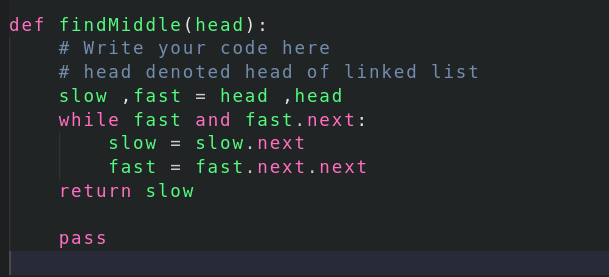 def findMiddle(head):
    # Write your code here
    # head denoted head of linked list
    slow ,fast = head ,head
    while fast and fast.next:
        slow = slow.next
        fast = fast.next.next
    return slow

    pass